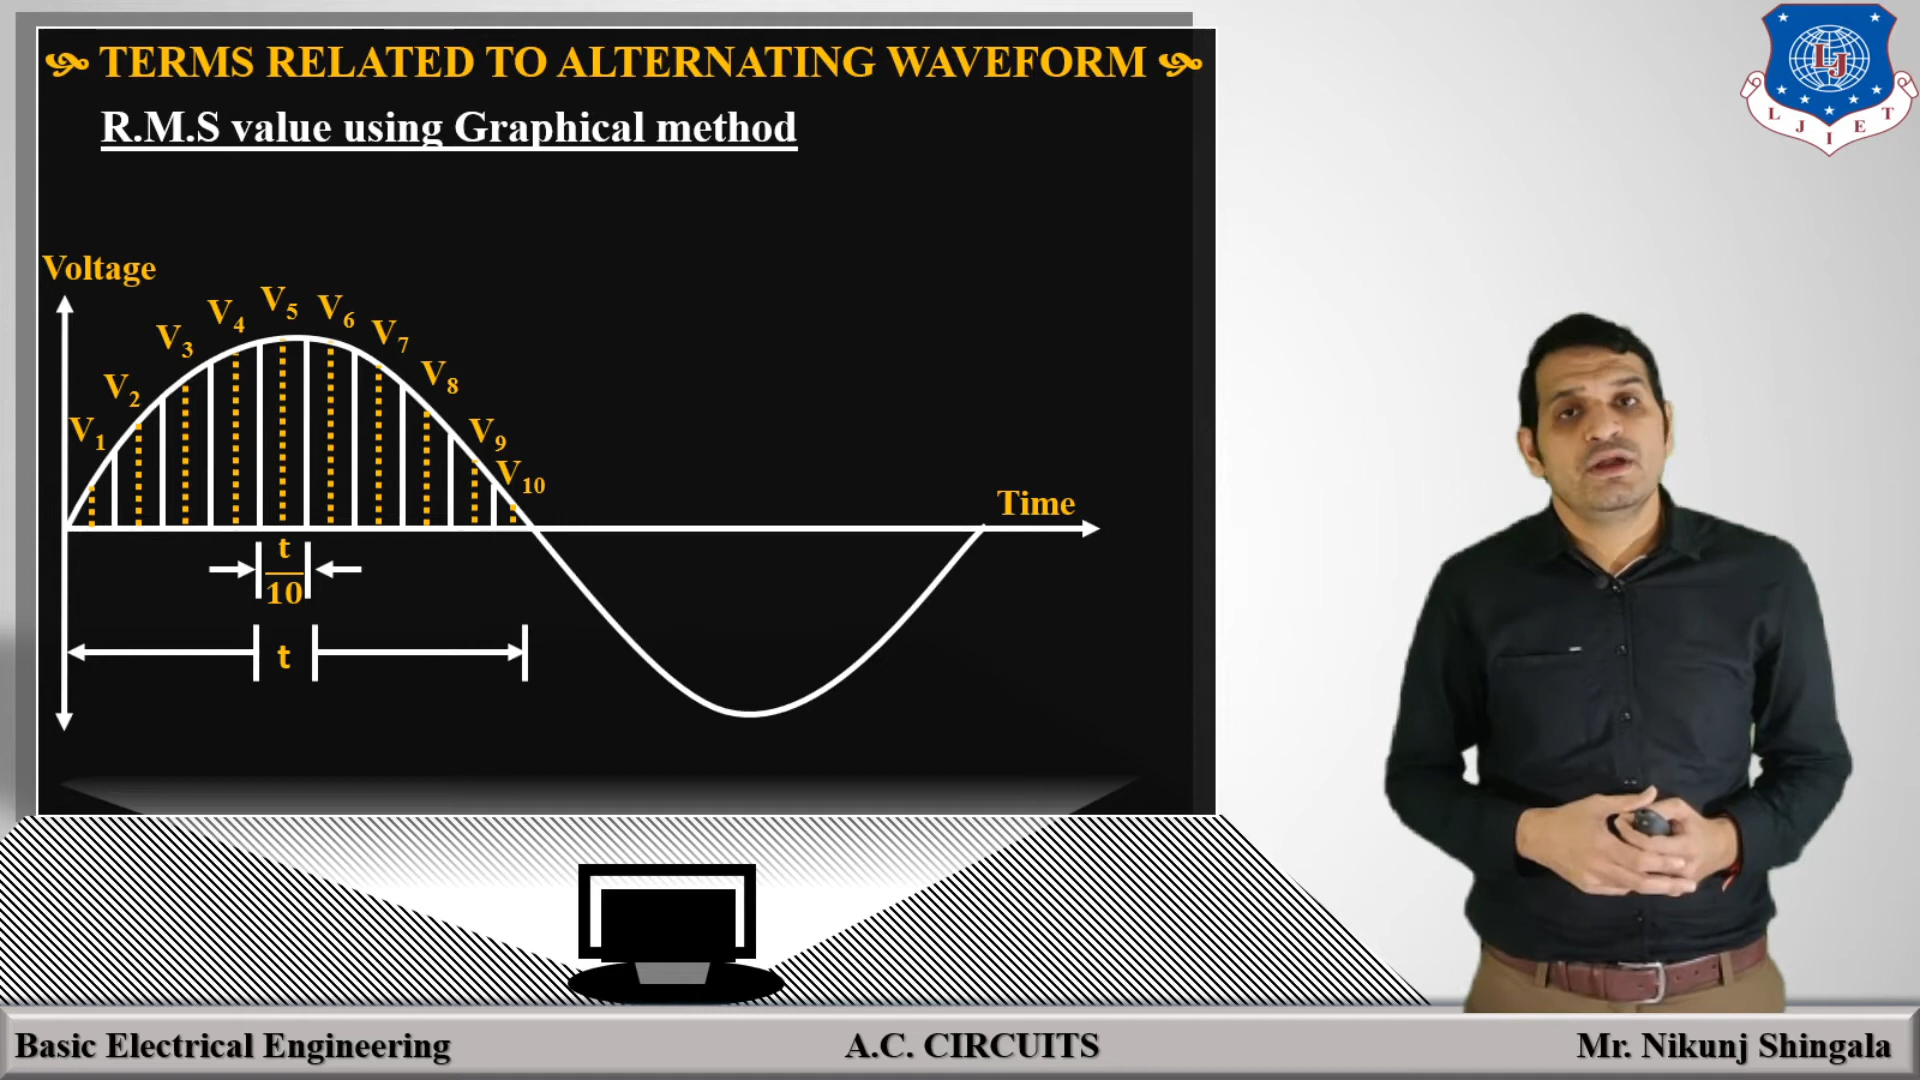 TERMS RELATED TO ALTERNATING WAVEFORM
R.M.S value using Graphical method
Voltage
V1
V2
V3
V4
V5
V6
V7
V8
V9
V10
Time
t
10
t
L J I E T
LJ
Basic Electrical Engineering
A.C. CIRCUITS
Mr. Nikunj Shingala